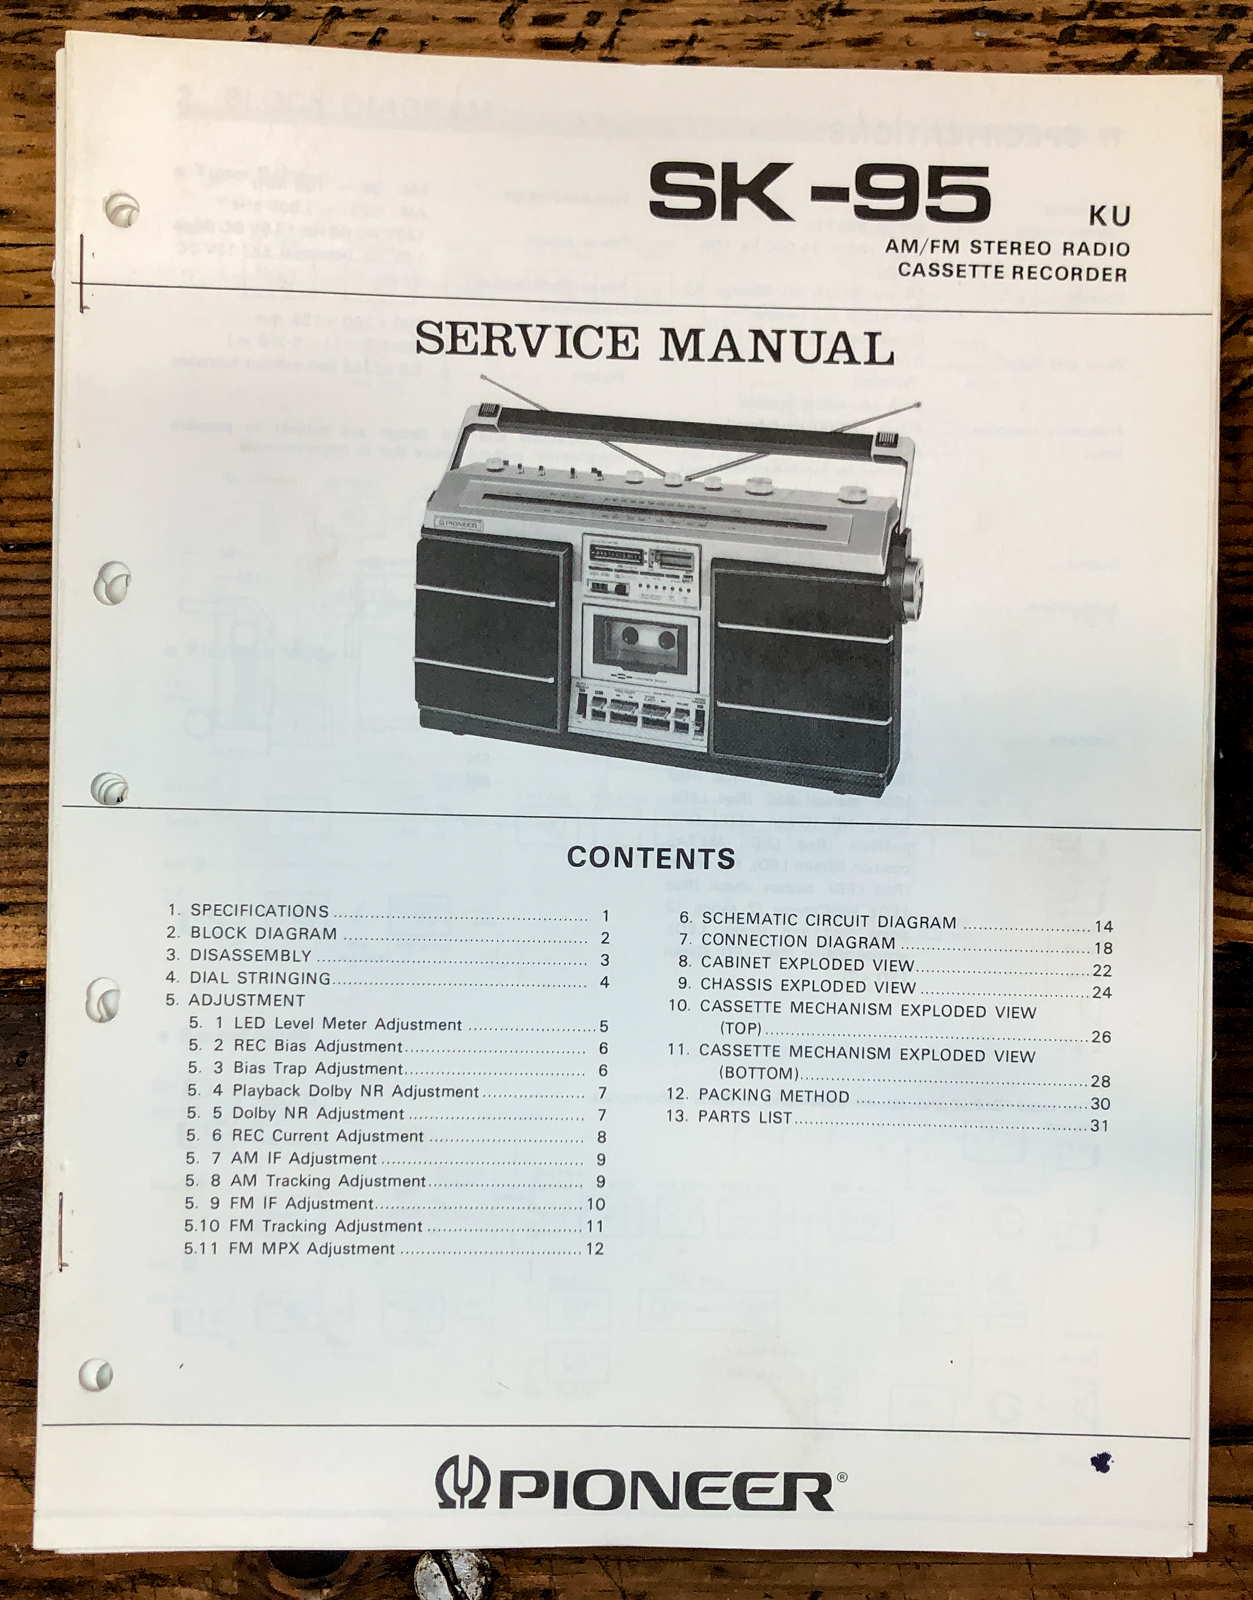 SK-95 KU
AM/FM STEREO RADIO
CASSETTE RECORDER
SERVICE MANUAL
PIONEER
CONTENTS
1. SPECIFICATIONS ........ 1
2. BLOCK DIAGRAM ........ 2
3. DISASSEMBLY ........ 3
4. DIAL STRINGING ........ 4
5. ADJUSTMENT
5. 1 LED Level Meter Adjustment ........ 5
5. 2 REC Bias Adjustment ........ 6
5. 3 Bias Trap Adjustment ........ 6
5. 4 Playback Dolby NR Adjustment ........ 7
5. 5 Dolby NR Adjustment ........ 7
5. 6 REC Current Adjustment ........ 8
5. 7 AM IF Adjustment ........ 9
5. 8 AM Tracking Adjustment ........ 9
5. 9 FM IF Adjustment ........ 10
5.10 FM Tracking Adjustment ........ 11
5.11 FM MPX Adjustment ........ 12
6. SCHEMATIC CIRCUIT DIAGRAM ........ 14
7. CONNECTION DIAGRAM ........ 18
8. CABINET EXPLODED VIEW ........ 22
9. CHASSIS EXPLODED VIEW ........ 24
10. CASSETTE MECHANISM EXPLODED VIEW
(TOP) ........ 26
11. CASSETTE MECHANISM EXPLODED VIEW
(BOTTOM) ........ 28
12. PACKING METHOD ........ 30
13. PARTS LIST ........ 31
PIONEER®